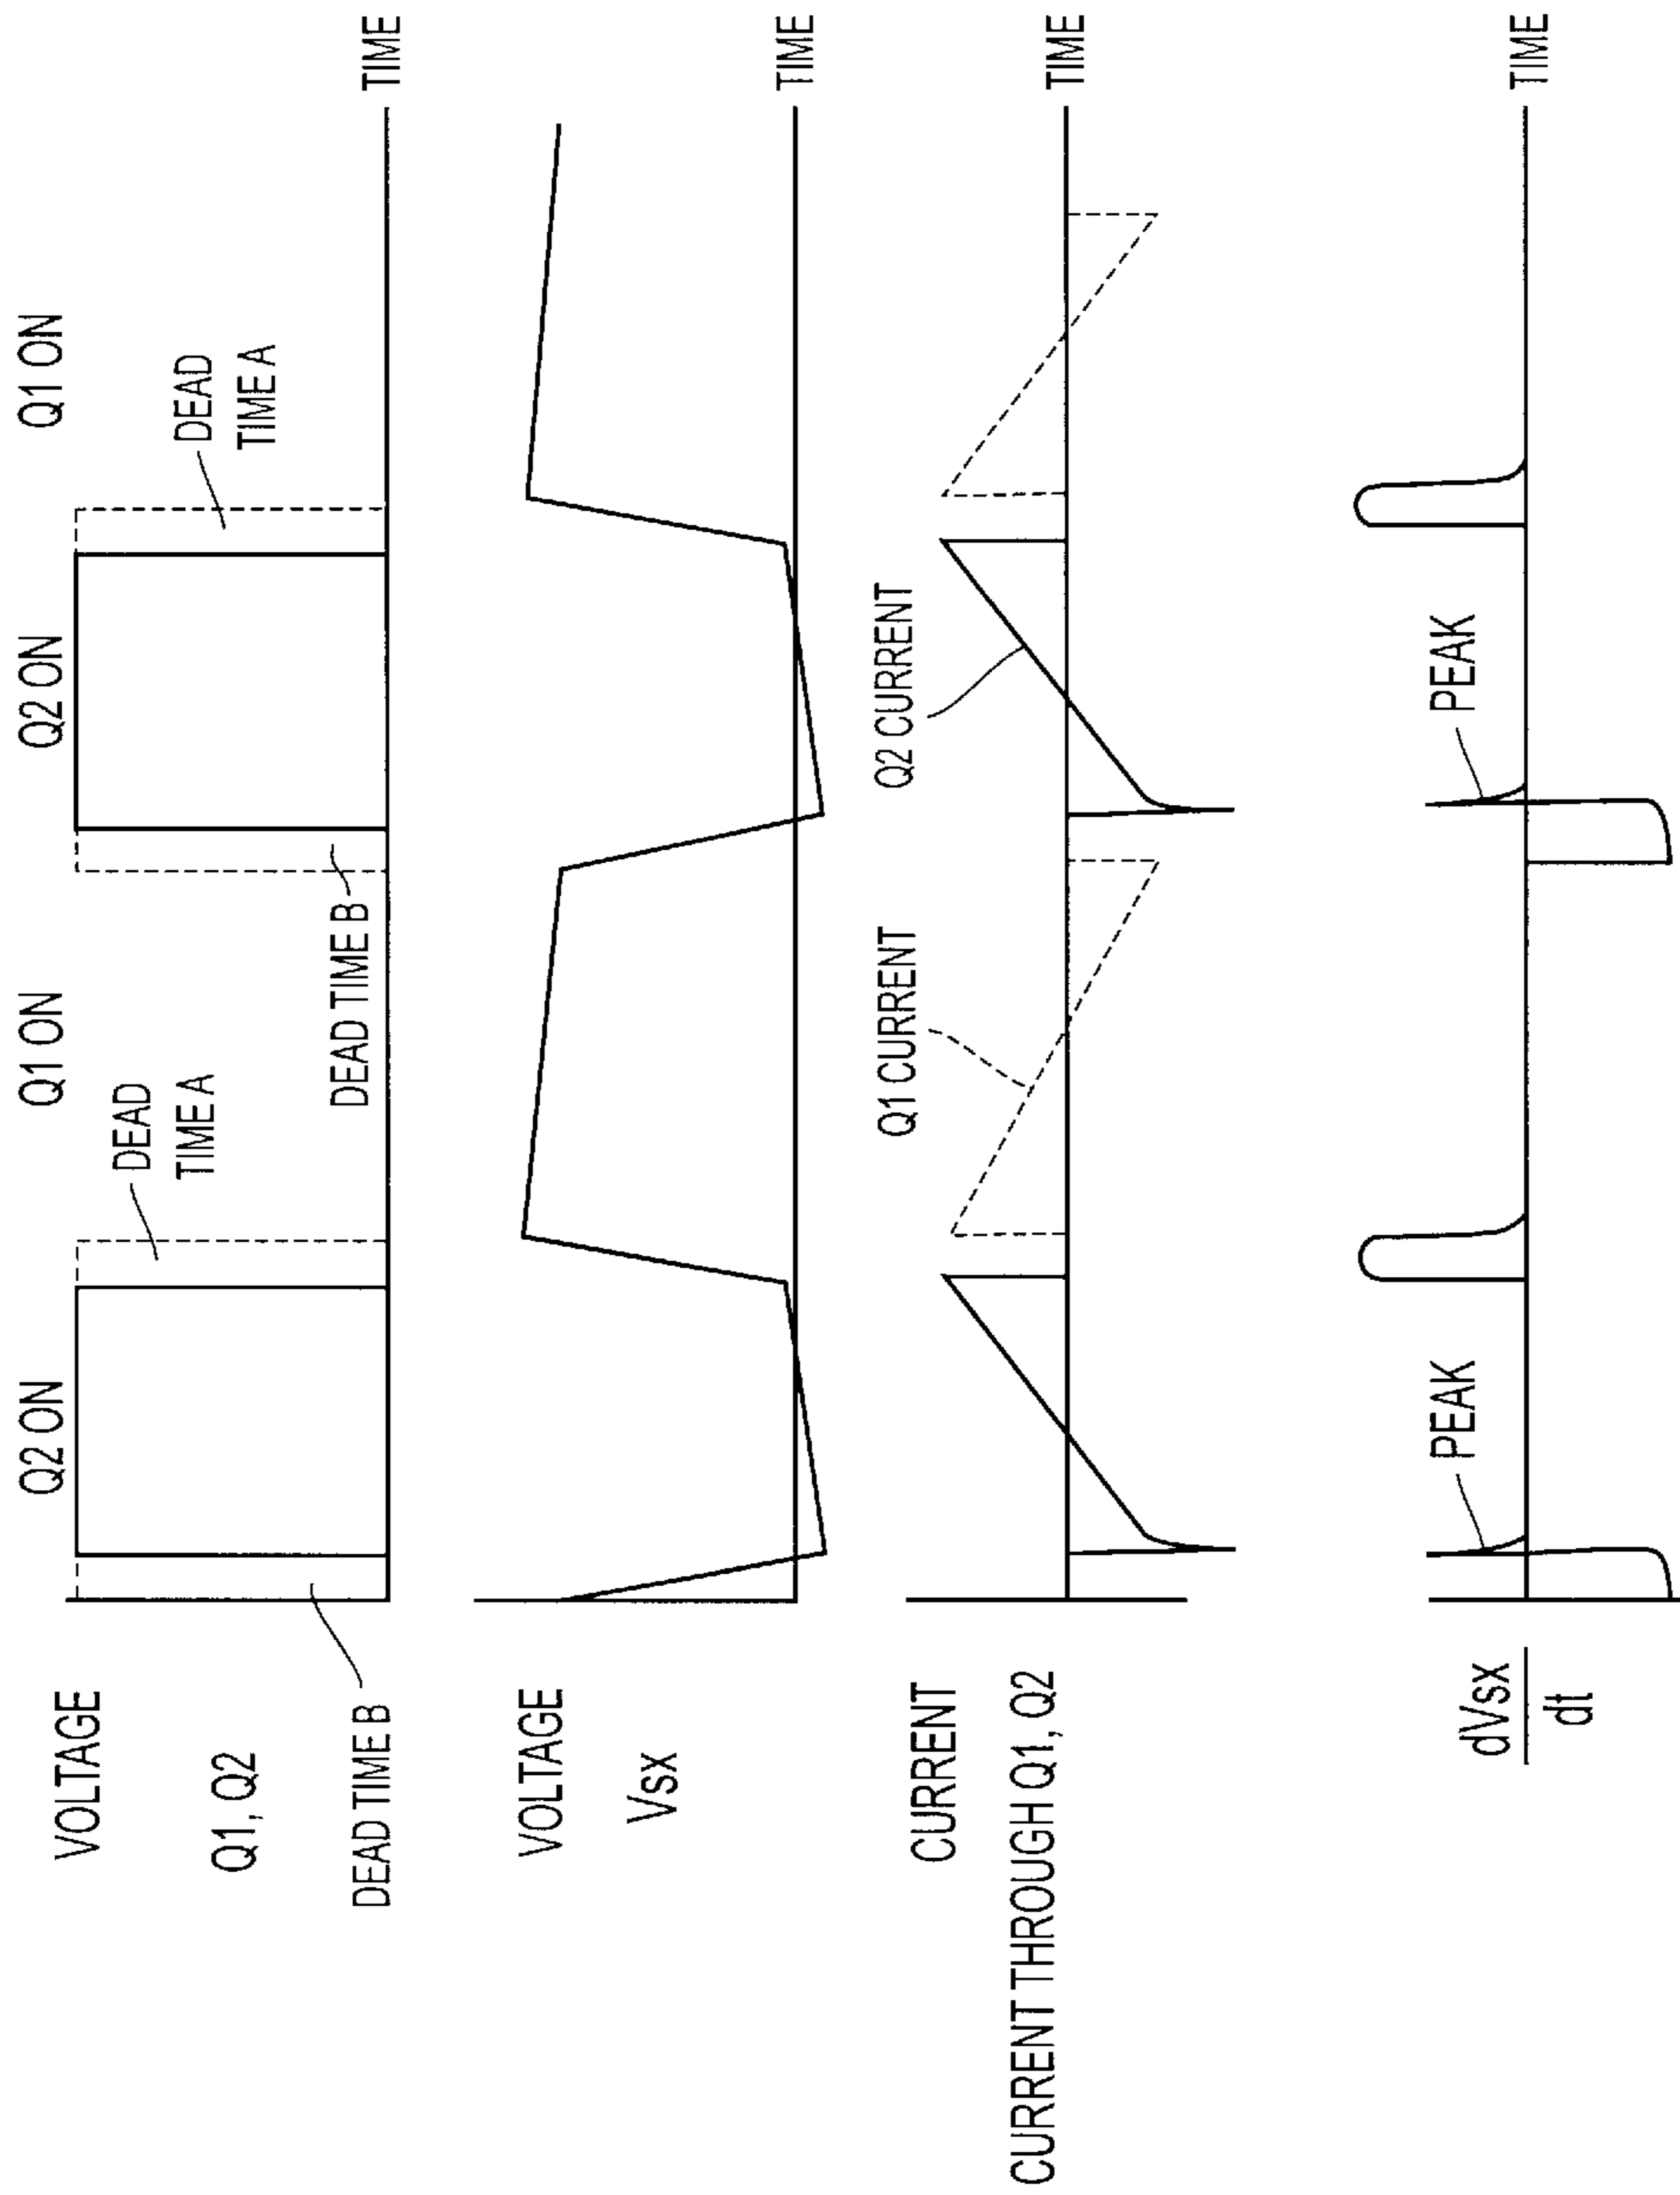 Q2 ON
Q1 ON
Q2 ON
Q1 ON
VOLTAGE
Q1, Q2
DEAD TIME B
DEAD
TIME A
DEAD TIME B
DEAD
TIME A
TIME
VOLTAGE
Vsx
TIME
CURRENT
CURRENT THROUGH Q1, Q2
Q1 CURRENT
Q2 CURRENT
TIME
dVsx
dt
PEAK
PEAK
TIME